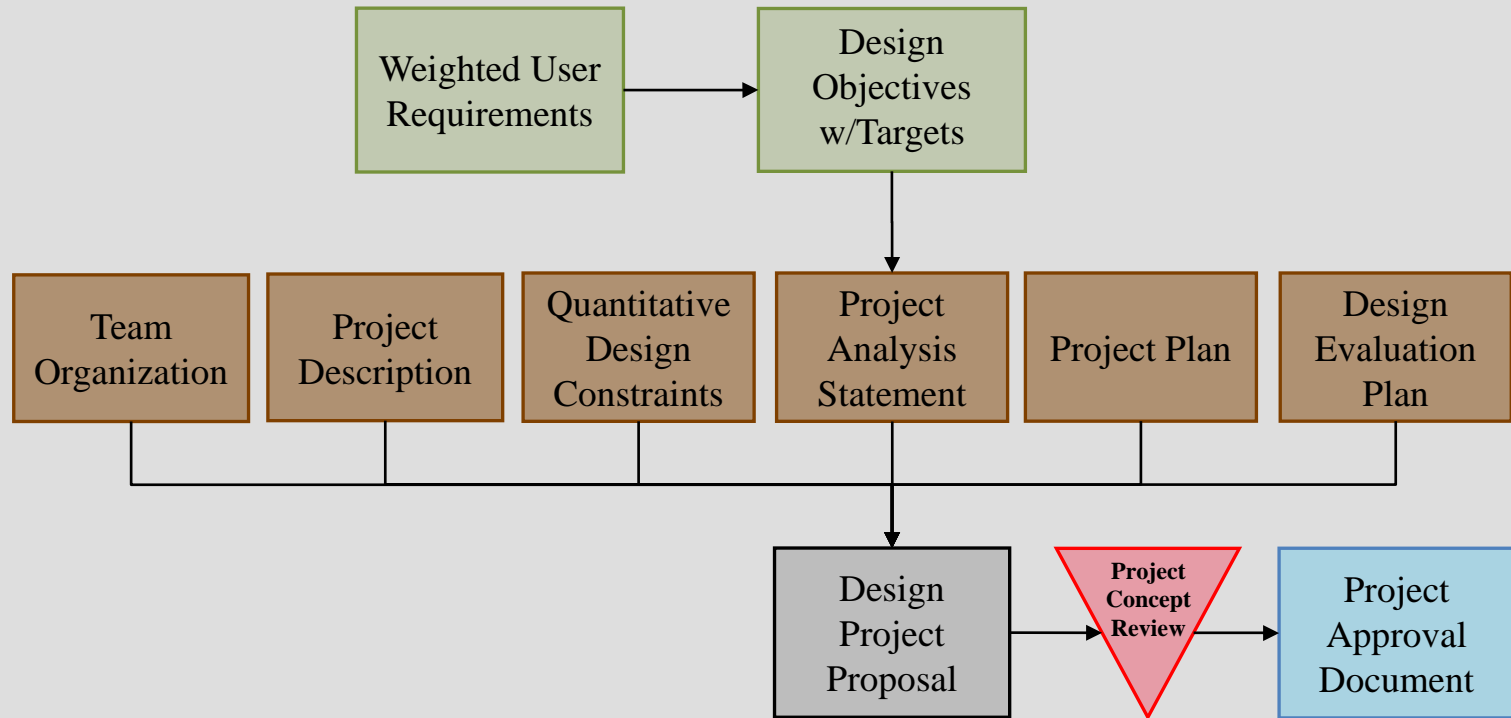 Weighted User
Requirements
Design
Objectives
w/Targets
Team
Organization
Project
Description
Quantitative
Design
Constraints
Project
Analysis
Statement
Project Plan
Design
Evaluation
Plan
Design
Project
Proposal
Project
Concept
Review
Project
Approval
Document